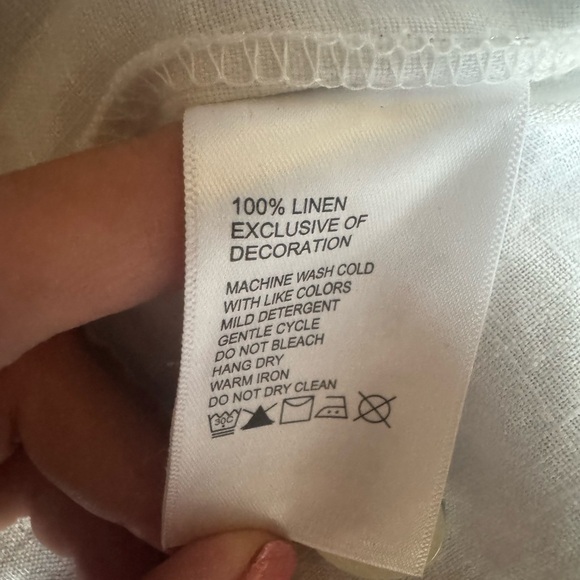 100% LINEN
EXCLUSIVE OF
DECORATION
MACHINE WASH COLD
WITH LIKE COLORS
MILD DETERGENT
GENTLE CYCLE
DO NOT BLEACH
HANG DRY
WARM IRON
DO NOT DRY CLEAN
30C